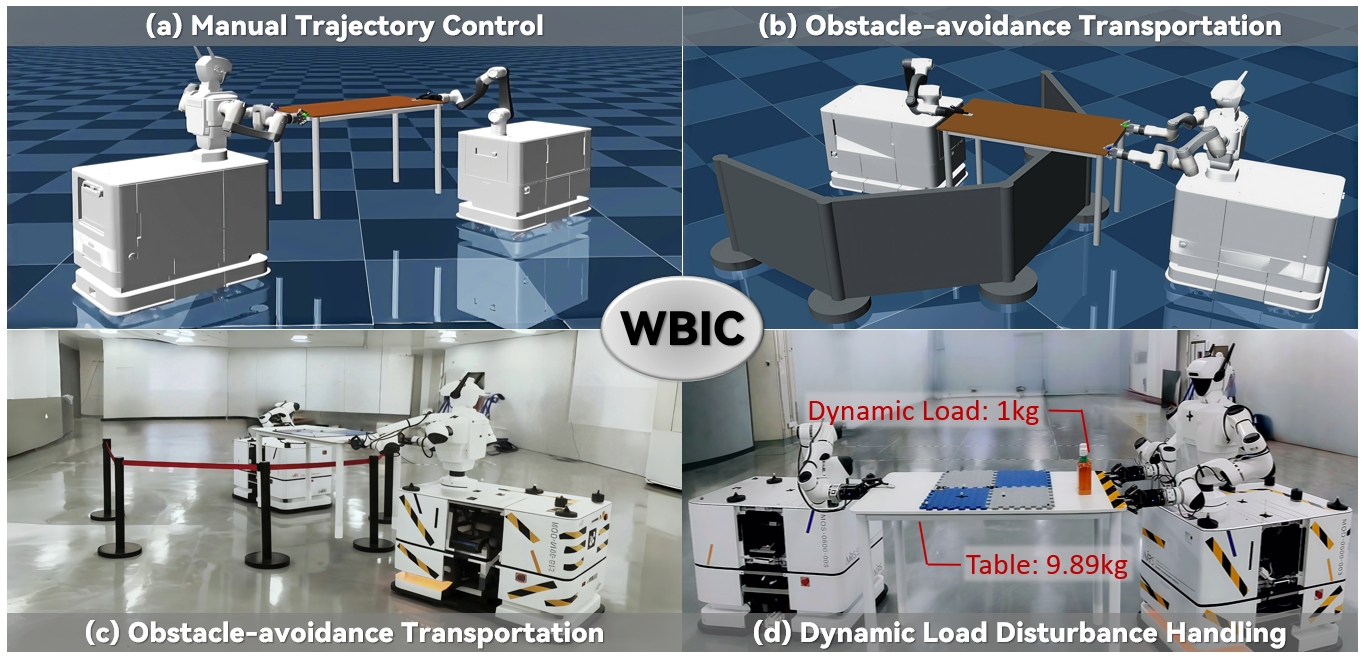 (a) Manual Trajectory Control
(b) Obstacle-avoidance Transportation
WBIC
Dynamic Load: 1kg
Table: 9.89kg
(c) Obstacle-avoidance Transportation
(d) Dynamic Load Disturbance Handling